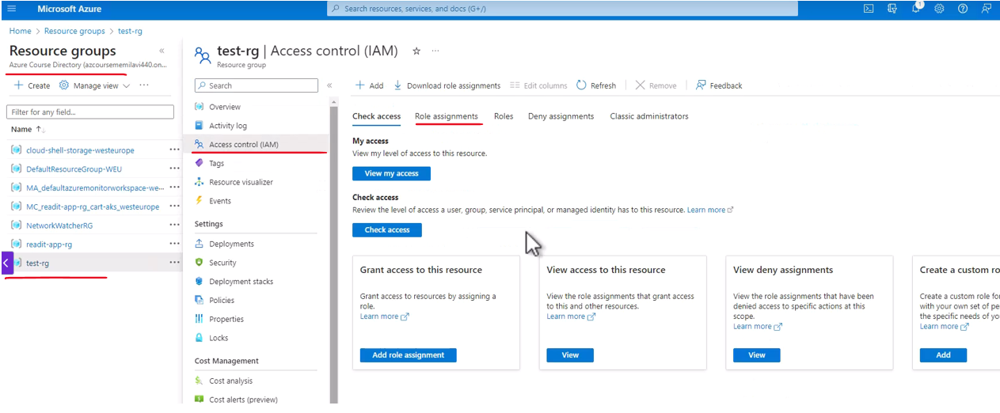 Microsoft Azure
Search resources, services, and docs (G+/)
1
Home > Resource groups > test-rg
Resource groups
Azure Course Directory (azcoursememilavi440.on...
Create
Manage view
Filter for any field...
Name ↑
cloud-shell-storage-westeurope
DefaultResourceGroup-WEU
MA_defaultazuremonitorworkspace-we...
MC_readit-app-rg_cart-aks_westeurope
NetworkWatcherRG
readit-app-rg
test-rg
test-rg | Access control (IAM)
Resource group
Search
Overview
Activity log
Access control (IAM)
Tags
Resource visualizer
Events
Settings
Deployments
Security
Deployment stacks
Policies
Properties
Locks
Cost Management
Cost analysis
Cost alerts (preview)
Add Download role assignments Edit columns Refresh Remove Feedback
Check access Role assignments Roles Deny assignments Classic administrators
My access
View my level of access to this resource.
View my access
Check access
Review the level of access a user, group, service principal, or managed identity has to this resource. Learn more
Check access
Grant access to this resource
Grant access to resources by assigning a
role.
Learn more
Add role assignment
View access to this resource
View the role assignments that grant access
to this and other resources.
Learn more
View
View deny assignments
View the role assignments that have been
denied access to specific actions at this
scope.
Learn more
View
Create a custom ro
Create a custom role for
with your own set of pe
the specific needs of yo
Learn more
Add